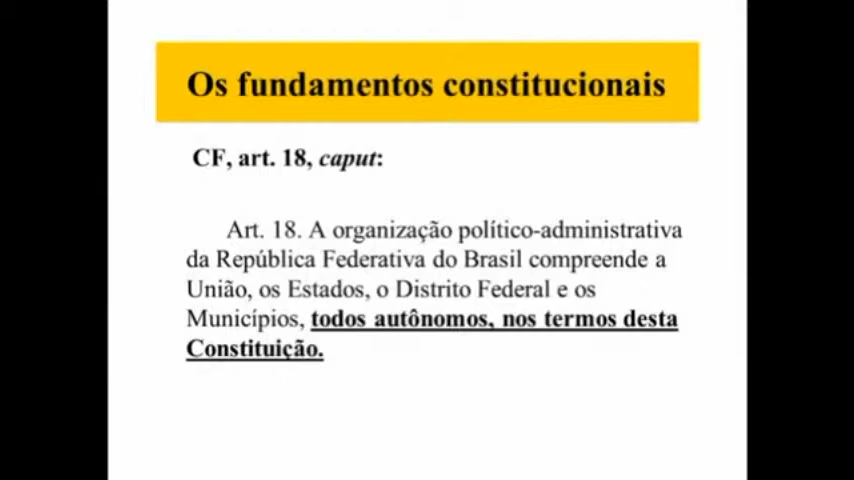 Os fundamentos constitucionais
CF, art. 18, caput:
Art. 18. A organização político-administrativa
da República Federativa do Brasil compreende a
União, os Estados, o Distrito Federal e os
Municípios, todos autônomos, nos termos desta
Constituição.